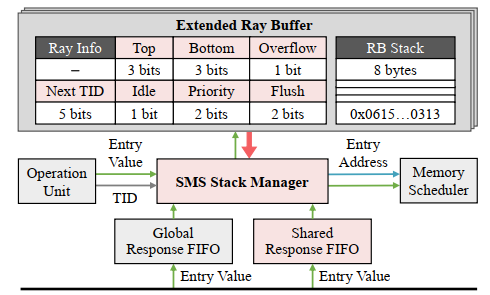 Extended Ray Buffer
Ray Info Top Bottom Overflow RB Stack
– 3 bits 3 bits 1 bit 8 bytes
Next TID Idle Priority Flush
5 bits 1 bit 2 bits 2 bits 0x0615...0313
Entry
Value
Entry
Address
Operation
Unit
TID
SMS Stack Manager
Memory
Scheduler
Global
Response FIFO
Shared
Response FIFO
Entry Value Entry Value